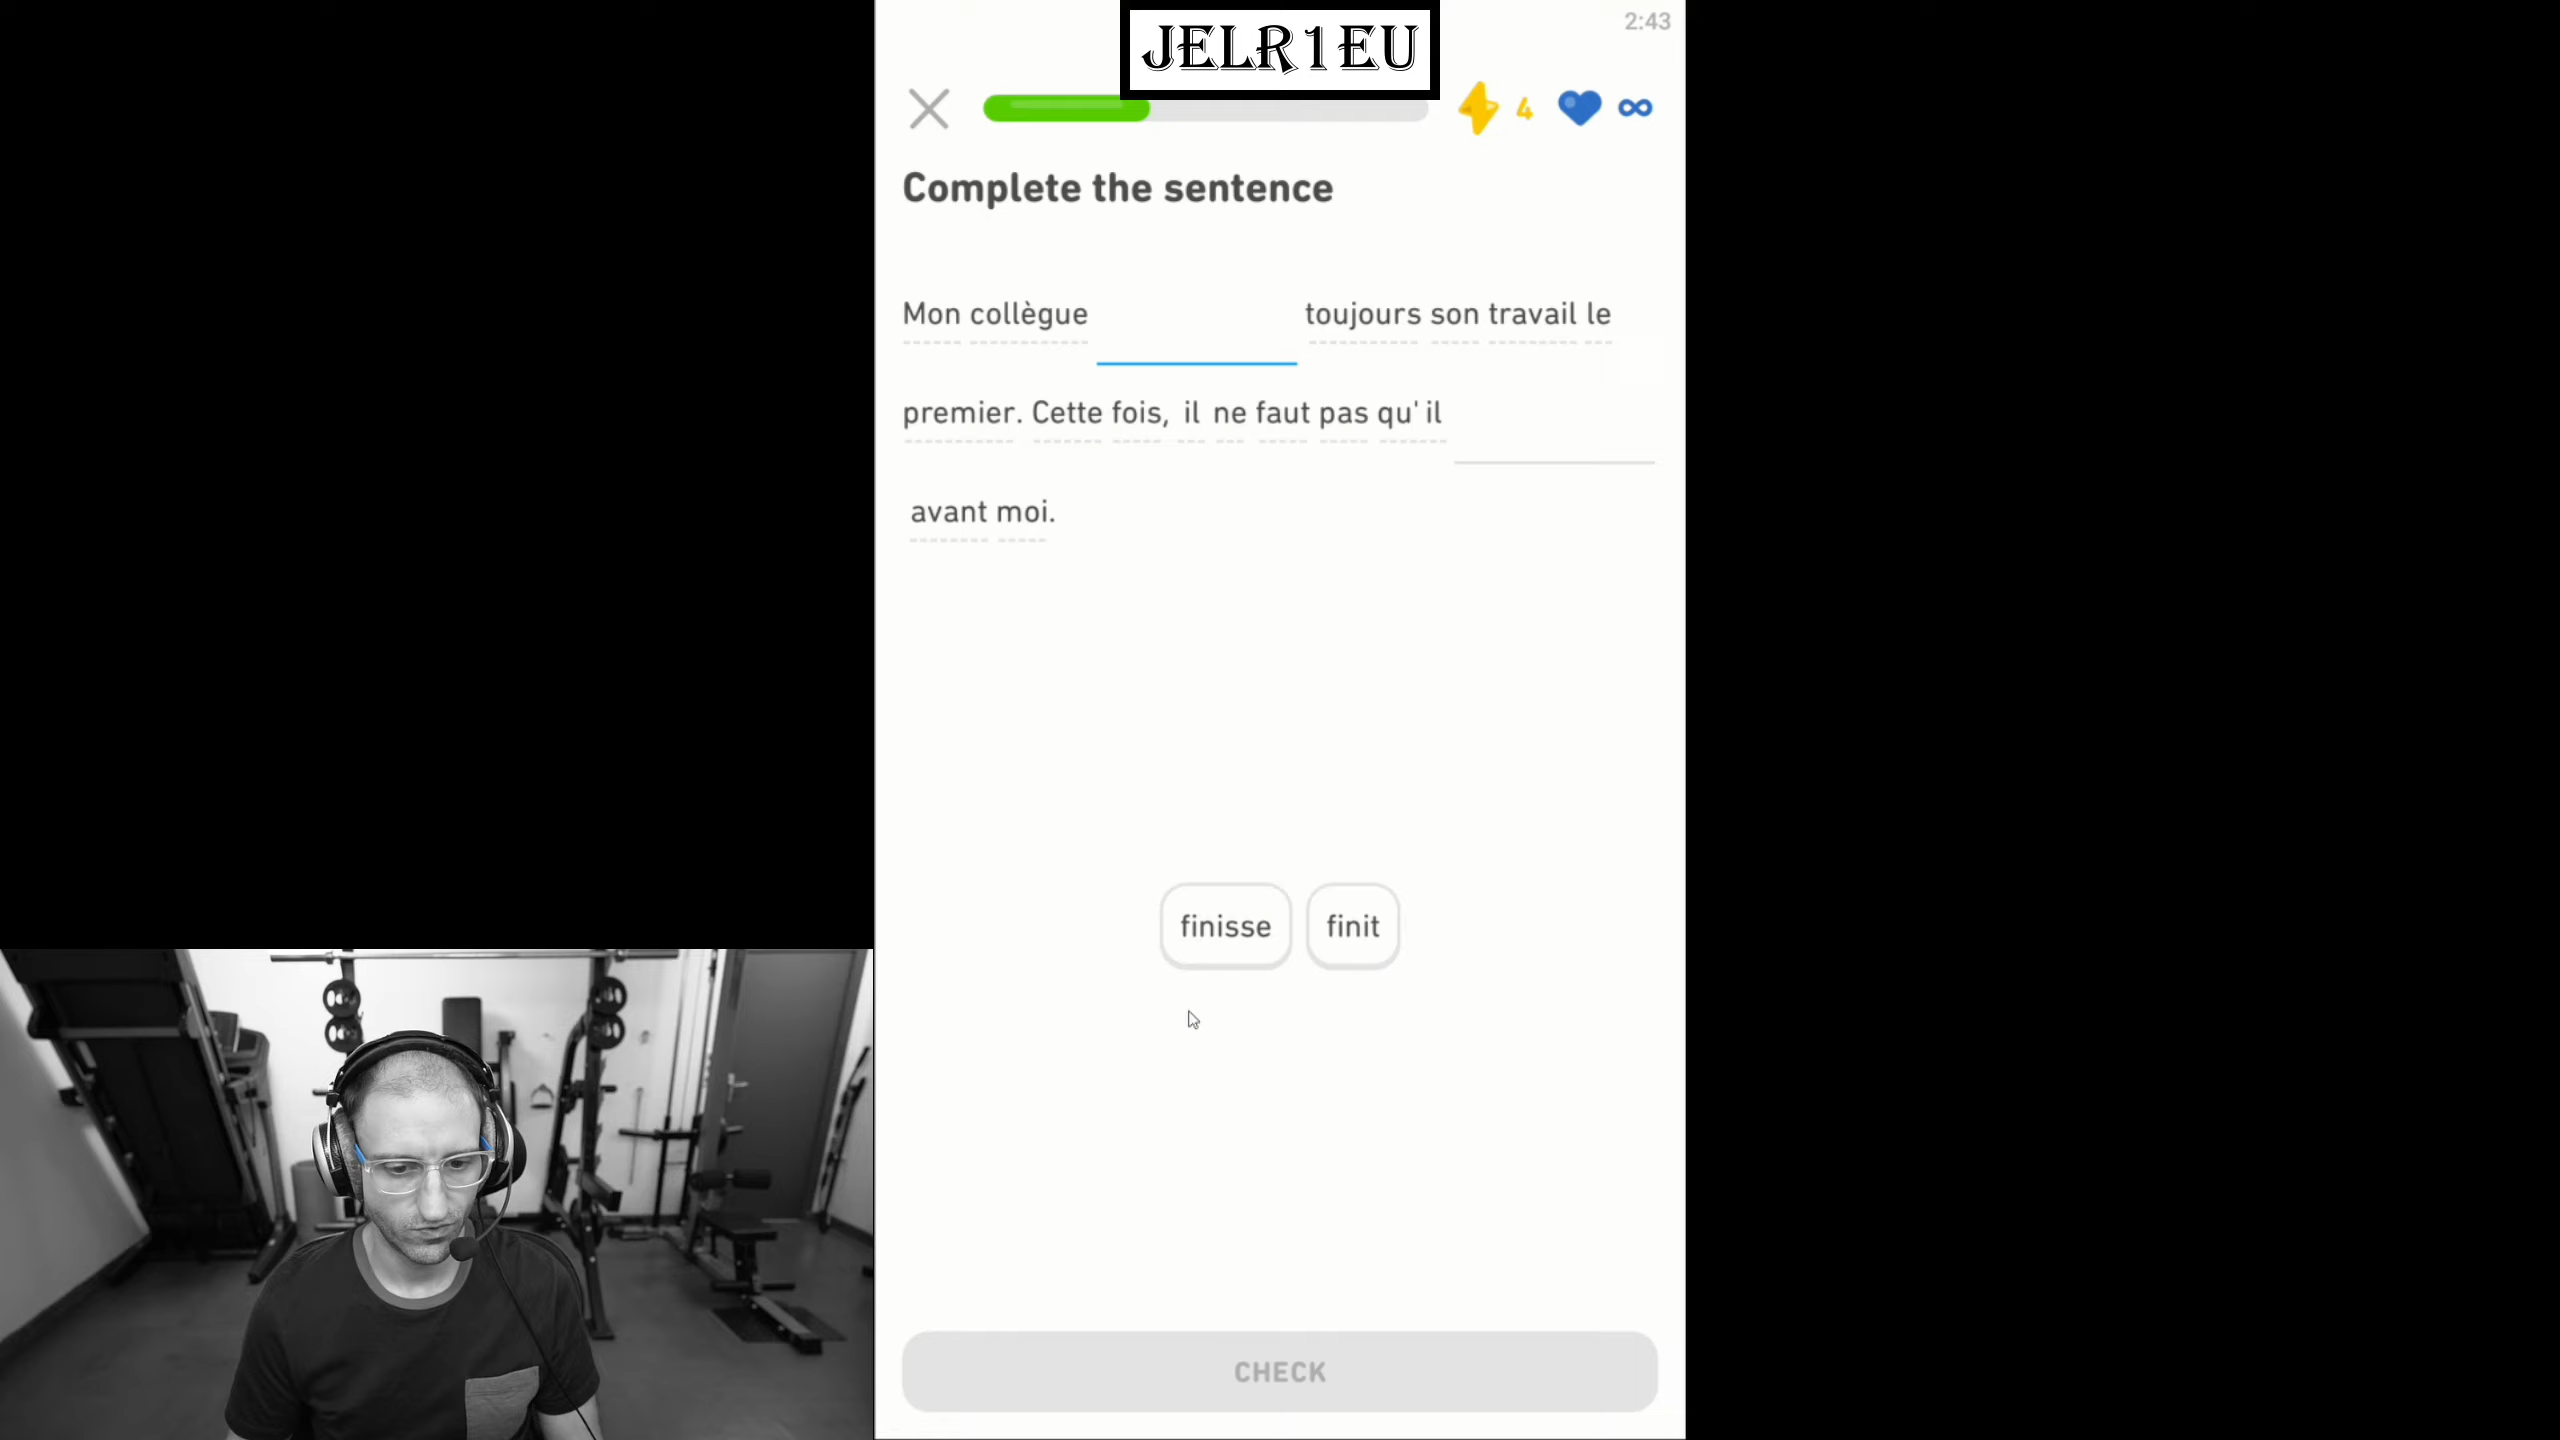 JELR1EU
2:43
4 ∞
Complete the sentence
Mon collègue toujours son travail le
premier. Cette fois, il ne faut pas qu'il
avant moi.
finisse finit
CHECK